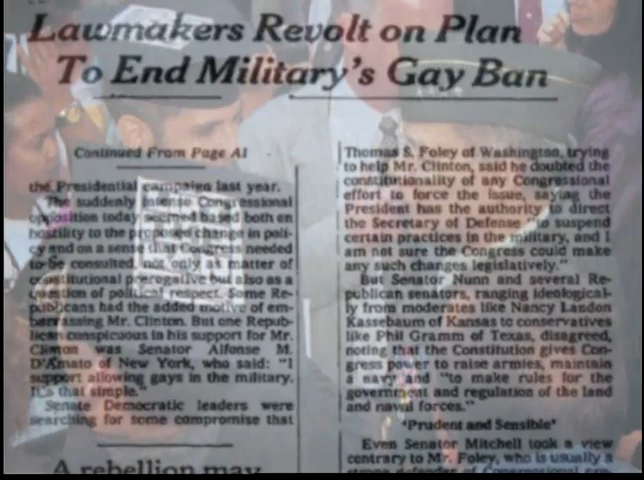 Lawmakers Revolt on Plan
To End Military's Gay Ban
Continued From Page A1
the Presidential campaign last year.
The suddenly intense Congressional
opposition today seemed based both on
hostility to the proposed change in poli-
cy and on a sense that Congress needed
to be consulted, not only as matter of
constitutional prerogative but also as a
question of political respect. Some Re-
publicans had the added motive of em-
barrassing Mr. Clinton. But one Repub-
lican conspicuous in his support for Mr.
Clinton was Senator Alfonse M.
D'Amato of New York, who said: "I
support allowing gays in the military.
It's that simple."
Senate Democratic leaders were
searching for some compromise that
A rebellion may
Thomas S. Foley of Washington, trying
to help Mr. Clinton, said he doubted the
constitutionality of any Congressional
effort to force the issue, saying the
President has the authority to direct
the Secretary of Defense to suspend
certain practices in the military, and I
am not sure the Congress could make
any such changes legislatively."
But Senator Nunn and several Re-
publican senators, ranging ideological-
ly from moderates like Nancy Landon
Kassebaum of Kansas to conservatives
like Phil Gramm of Texas, disagreed,
noting that the Constitution gives Con-
gress power to raise armies, maintain
a navy and "to make rules for the
government and regulation of the land
and naval forces."
'Prudent and Sensible'
Even Senator Mitchell took a view
contrary to Mr. Foley, who is usually a
strong defender of Congressional